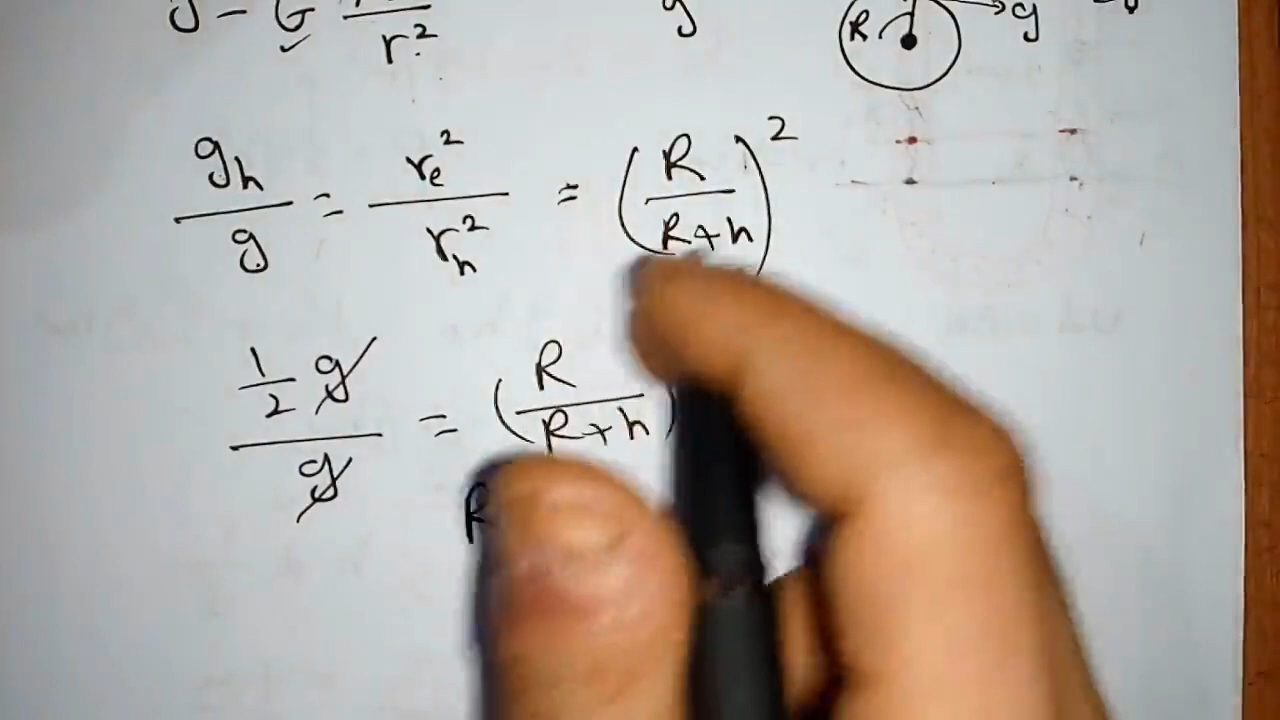 g = G
r²
g
R
g
gh/g = re²/rh² = (R/R+h)²
½g/g = (R/R+h)
R